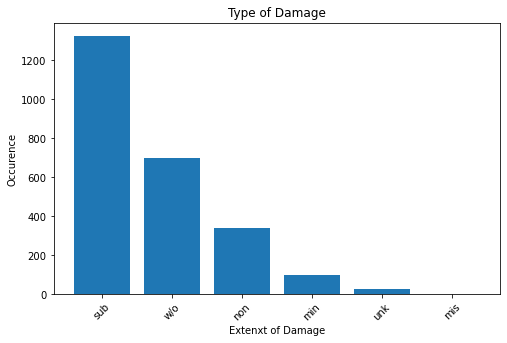 Type of Damage
Occurence
1200
1000
800
600
400
200
0
sub
w/o
non
min
unk
mis
Extenxt of Damage